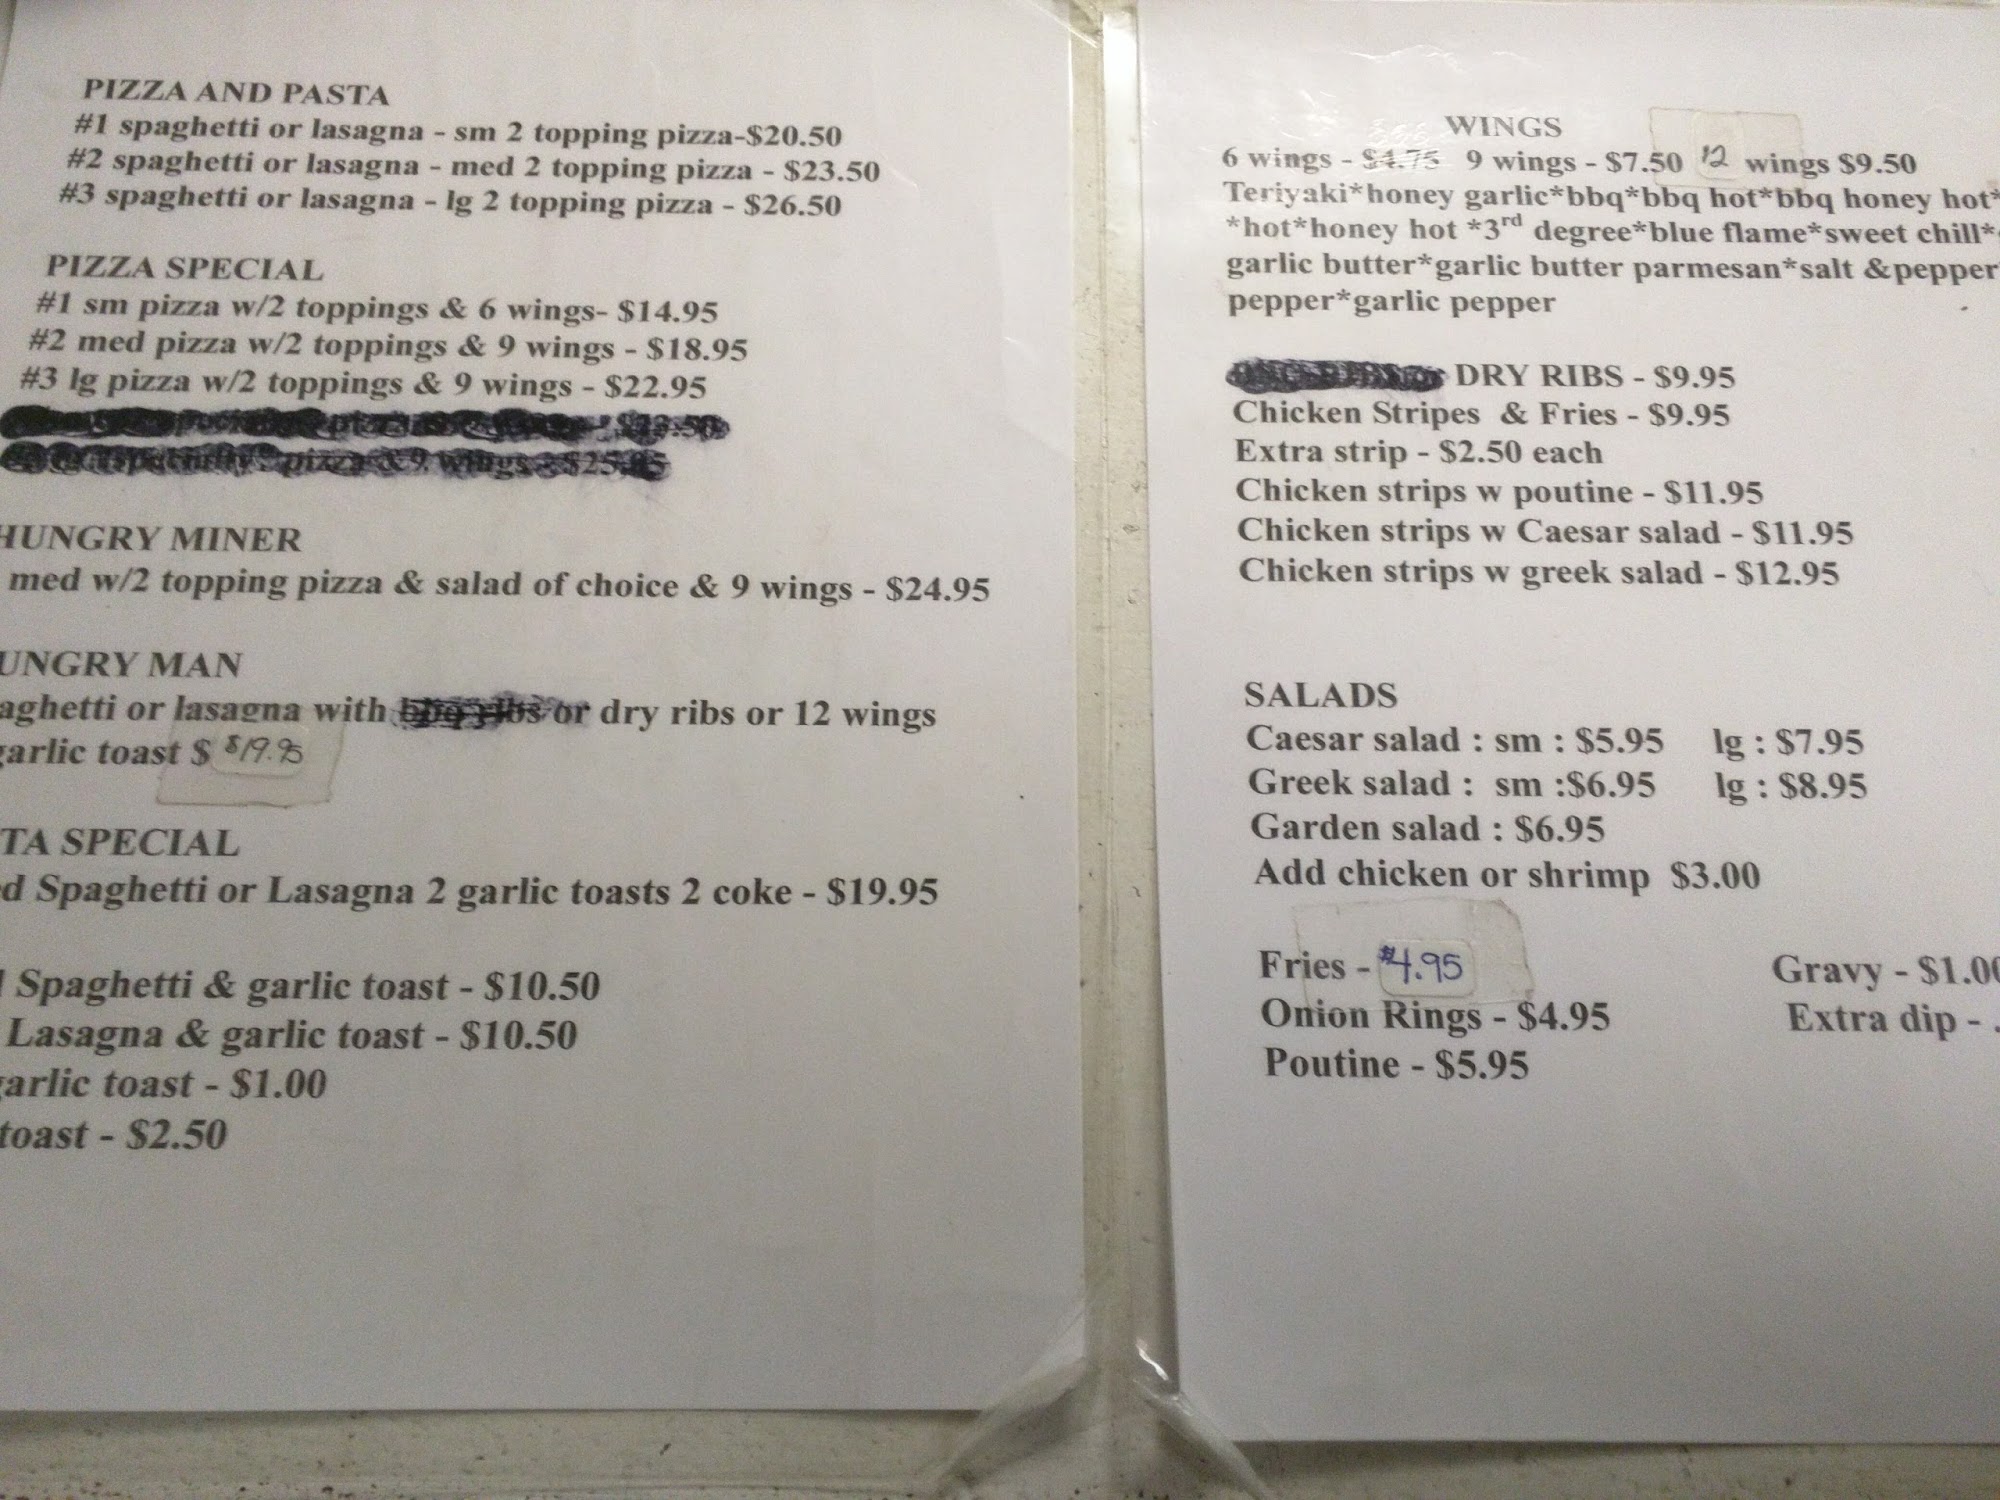 PIZZA AND PASTA
#1 spaghetti or lasagna - sm 2 topping pizza-$20.50
#2 spaghetti or lasagna - med 2 topping pizza - $23.50
#3 spaghetti or lasagna - lg 2 topping pizza - $26.50
PIZZA SPECIAL
#1 sm pizza w/2 toppings & 6 wings- $14.95
#2 med pizza w/2 toppings & 9 wings - $18.95
#3 lg pizza w/2 toppings & 9 wings - $22.95
pizza & 9 wings - $25.
HUNGRY MINER
med w/2 topping pizza & salad of choice & 9 wings - $24.95
UNGRY MAN
aghetti or lasagna with bbq ribs or dry ribs or 12 wings
garlic toast $ $19.95
TA SPECIAL
d Spaghetti or Lasagna 2 garlic toasts 2 coke - $19.95
Spaghetti & garlic toast - $10.50
Lasagna & garlic toast - $10.50
garlic toast - $1.00
toast - $2.50
WINGS
6 wings - $4.75 9 wings - $7.50 12 wings $9.50
Teriyaki*honey garlic*bbq*bbq hot*bbq honey hot*
*hot*honey hot *3rd degree*blue flame*sweet chill*
garlic butter*garlic butter parmesan*salt &pepper
pepper*garlic pepper
DRY RIBS - $9.95
Chicken Stripes & Fries - $9.95
Extra strip - $2.50 each
Chicken strips w poutine - $11.95
Chicken strips w Caesar salad - $11.95
Chicken strips w greek salad - $12.95
SALADS
Caesar salad : sm : $5.95 lg : $7.95
Greek salad : sm :$6.95 lg : $8.95
Garden salad : $6.95
Add chicken or shrimp $3.00
Fries - $4.95 Gravy - $1.00
Onion Rings - $4.95 Extra dip - .
Poutine - $5.95